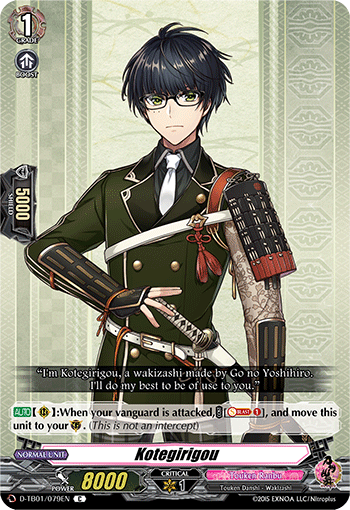 1
GRADE
BOOST
5000
SHIELD
"I'm Kotegirigou, a wakizashi made by Go no Yoshihiro.
I'll do my best to be of use to you."
AUTO【 】:When your vanguard is attacked, [ BLAST 1], and move this
unit to your . (This is not an intercept)
NORMAL UNIT
Kotegirigou
POWER 8000 CRITICAL 1
Touken Ranbu
Touken Danshi - Wakizashi
D-TB01/079EN C ©2015 EXNOA LLC/Nitroplus